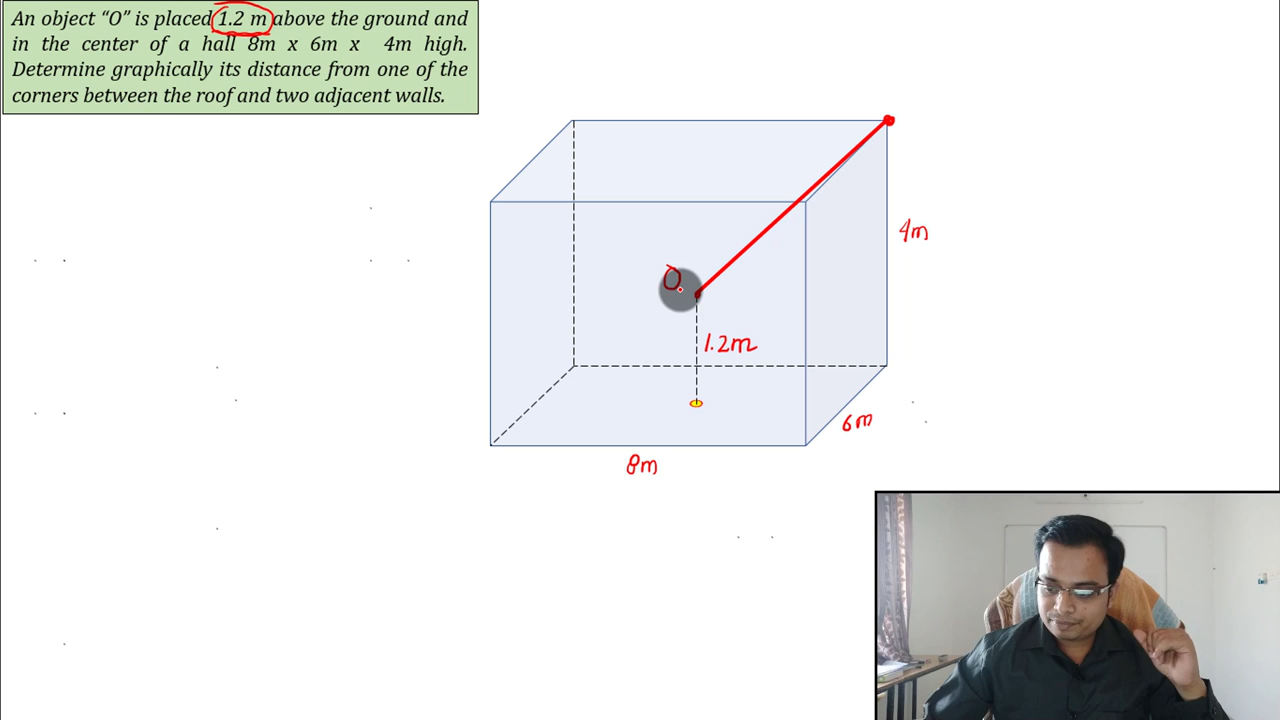 An object “O” is placed 1.2 m above the ground and
in the center of a hall 8m x 6m x 4m high.
Determine graphically its distance from one of the
corners between the roof and two adjacent walls.
4m
O
1.2m
6m
8m